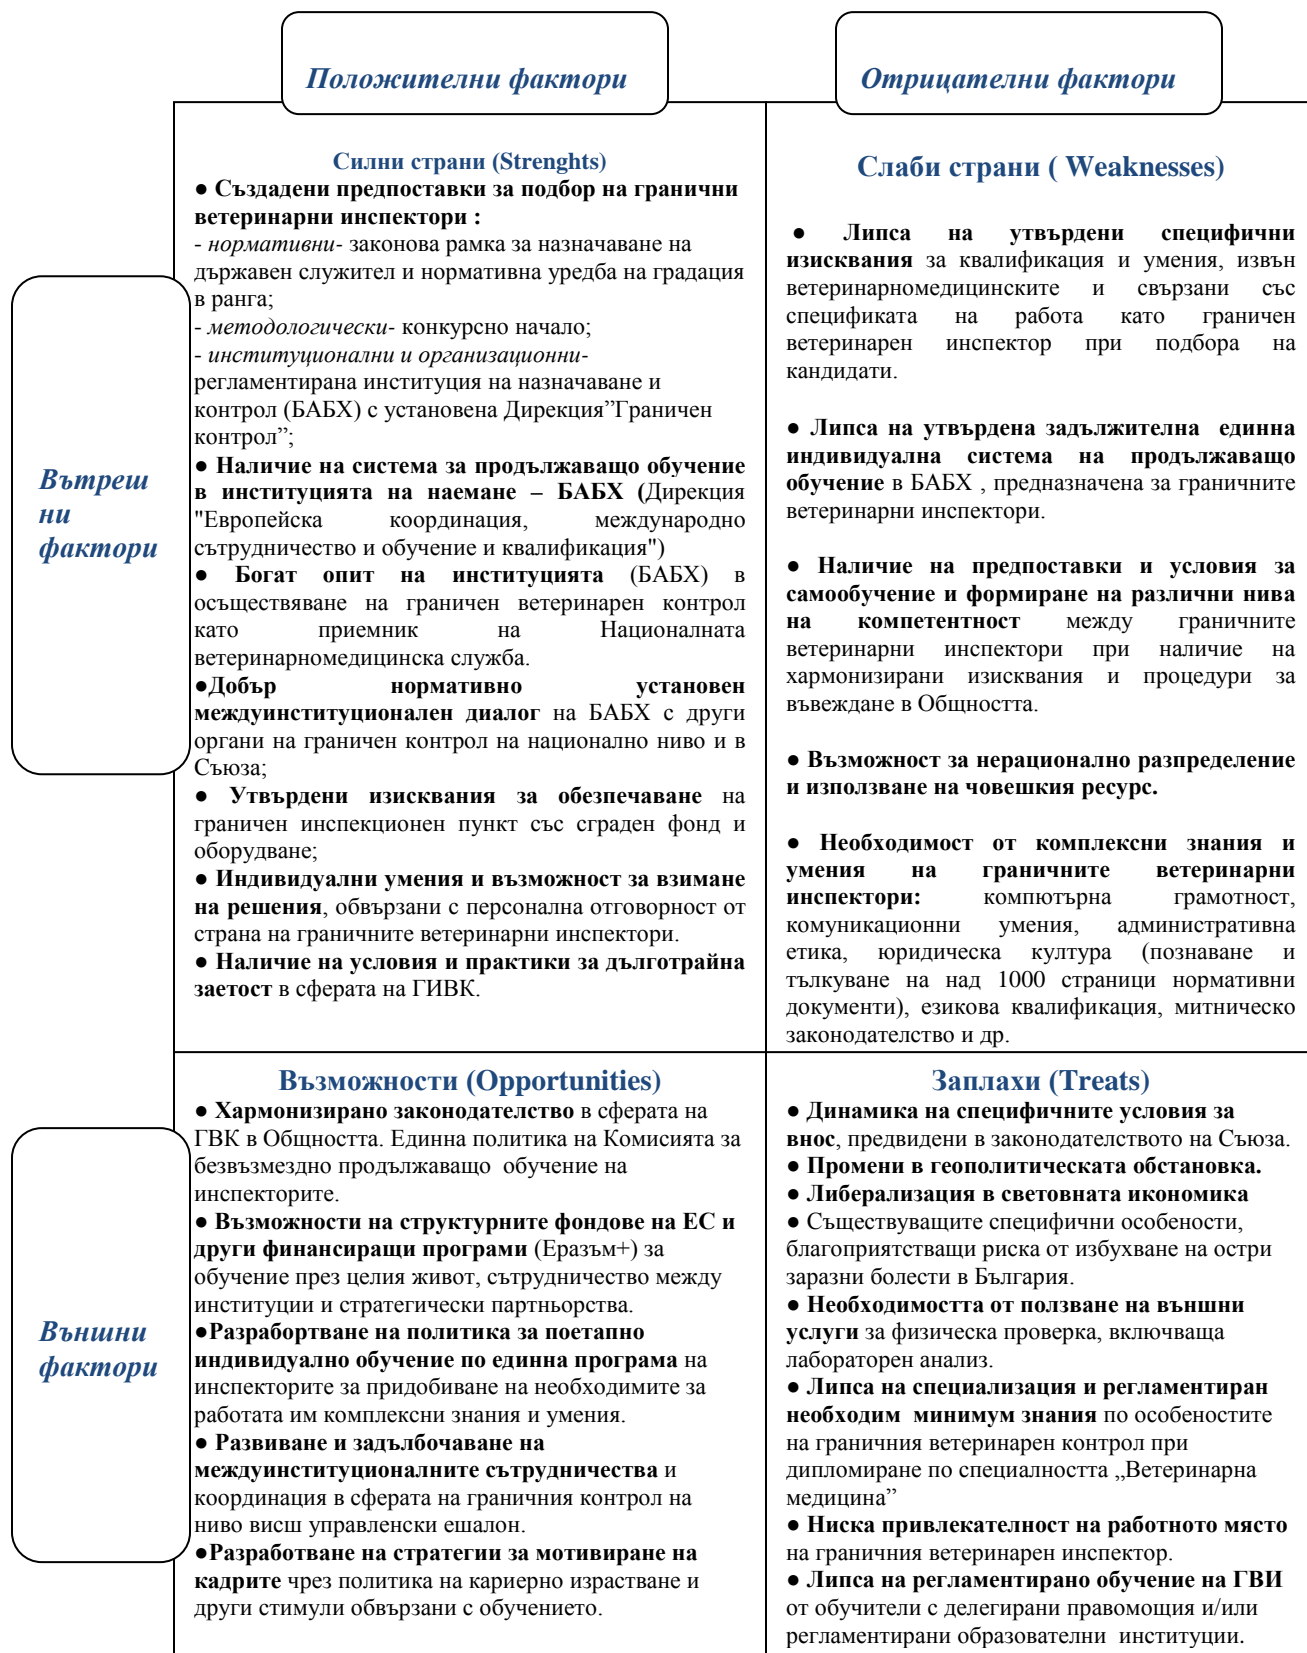 Положителни фактори
Отрицателни фактори
Вътреш
ни
фактори
Силни страни (Strenghts)
● Създадени предпоставки за подбор на гранични
ветеринарни инспектори :
- нормативни- законова рамка за назначаване на
държавен служител и нормативна уредба на градация
в ранга;
- методологически- конкурсно начало;
- институционални и организационни-
регламентирана институция на назначаване и
контрол (БАБХ) с установена Дирекция”Граничен
контрол”;
● Наличие на система за продължаващо обучение
в институцията на наемане – БАБХ (Дирекция
"Европейска координация, международно
сътрудничество и обучение и квалификация")
● Богат опит на институцията (БАБХ) в
осъществяване на граничен ветеринарен контрол
като приемник на Националната
ветеринарномедицинска служба.
●Добър нормативно установен
междуинституционален диалог на БАБХ с други
органи на граничен контрол на национално ниво и в
Съюза;
● Утвърдени изисквания за обезпечаване на
граничен инспекционен пункт със сграден фонд и
оборудване;
● Индивидуални умения и възможност за взимане
на решения, обвързани с персонална отговорност от
страна на граничните ветеринарни инспектори.
● Наличие на условия и практики за дълготрайна
заетост в сферата на ГИВК.
Слаби страни ( Weaknesses)
● Липса на утвърдени специфични
изисквания за квалификация и умения, извън
ветеринарномедицинските и свързани със
спецификата на работа като граничен
ветеринарен инспектор при подбора на
кандидати.
● Липса на утвърдена задължителна единна
индивидуална система на продължаващо
обучение в БАБХ , предназначена за граничните
ветеринарни инспектори.
● Наличие на предпоставки и условия за
самообучение и формиране на различни нива
на компетентност между граничните
ветеринарни инспектори при наличие на
хармонизирани изисквания и процедури за
въвеждане в Общността.
● Възможност за нерационално разпределение
и използване на човешкия ресурс.
● Необходимост от комплексни знания и
умения на граничните ветеринарни
инспектори: компютърна грамотност,
комуникационни умения, административна
етика, юридическа култура (познаване и
тълкуване на над 1000 страници нормативни
документи), езикова квалификация, митническо
законодателство и др.
Външни
фактори
Възможности (Opportunities)
● Хармонизирано законодателство в сферата на
ГВК в Общността. Единна политика на Комисията за
безвъзмездно продължаващо обучение на
инспекторите.
● Възможности на структурните фондове на ЕС и
други финансиращи програми (Еразъм+) за
обучение през целия живот, сътрудничество между
институции и стратегически партньорства.
●Разрабортване на политика за поетапно
индивидуално обучение по единна програма на
инспекторите за придобиване на необходимите за
работата им комплексни знания и умения.
● Развиване и задълбочаване на
междуинституционалните сътрудничества и
координация в сферата на граничния контрол на
ниво висш управленски ешалон.
●Разработване на стратегии за мотивиране на
кадрите чрез политика на кариерно израстване и
други стимули обвързани с обучението.
Заплахи (Treats)
● Динамика на специфичните условия за
внос, предвидени в законодателството на Съюза.
● Промени в геополитическата обстановка.
● Либерализация в световната икономика
● Съществуващите специфични особености,
благоприятстващи риска от избухване на остри
заразни болести в България.
● Необходимостта от ползване на външни
услуги за физическа проверка, включваща
лабораторен анализ.
● Липса на специализация и регламентиран
необходим минимум знания по особеностите
на граничния ветеринарен контрол при
дипломиране по специалността „Ветеринарна
медицина”
● Ниска привлекателност на работното място
на граничния ветеринарен инспектор.
● Липса на регламентирано обучение на ГВИ
от обучители с делегирани правомощия и/или
регламентирани образователни институции.